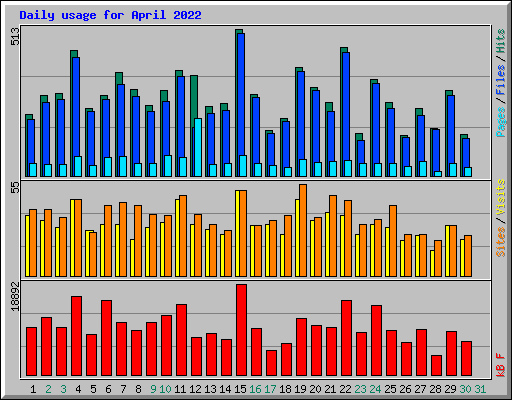 Daily usage for April 2022
513
Pages / Files / Hits
55
Sites / Visits
18892
kB F
1 2 3 4 5 6 7 8 9 10 11 12 13 14 15 16 17 18 19 20 21 22 23 24 25 26 27 28 29 30 31